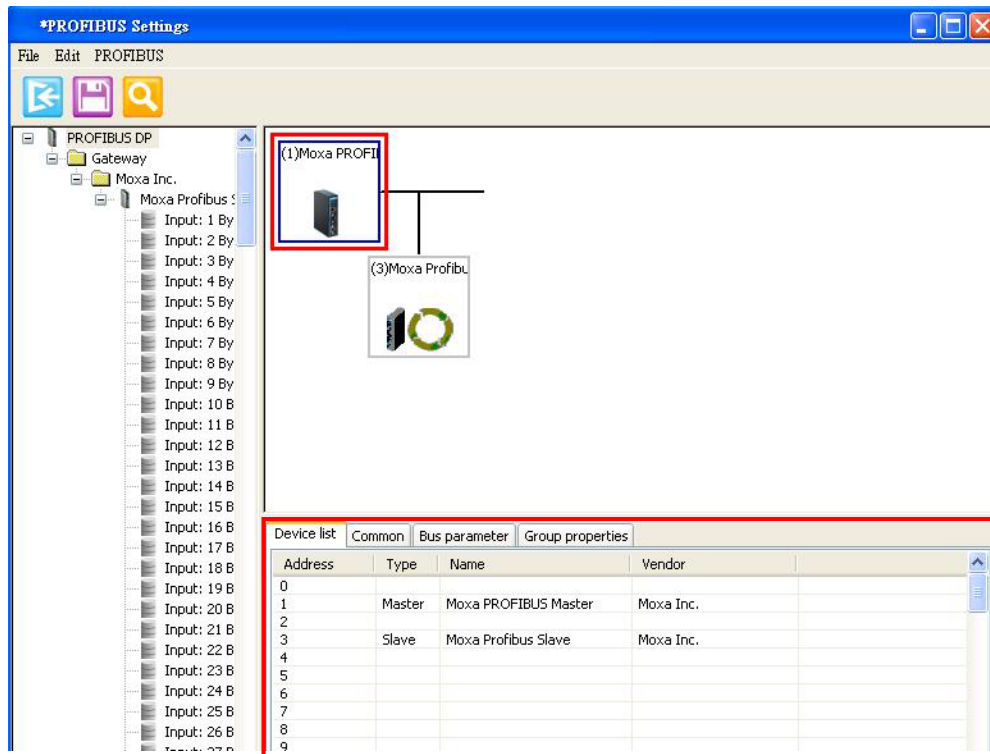 *PROFIBUS Settings
File Edit PROFIBUS
PROFIBUS DP
Gateway
Moxa Inc.
Moxa Profibus
Input: 1 By
Input: 2 By
Input: 3 By
Input: 4 By
Input: 5 By
Input: 6 By
Input: 7 By
Input: 8 By
Input: 9 By
Input: 10 B
Input: 11 B
Input: 12 B
Input: 13 B
Input: 14 B
Input: 15 B
Input: 16 B
Input: 17 B
Input: 18 B
Input: 19 B
Input: 20 B
Input: 21 B
Input: 22 B
Input: 23 B
Input: 24 B
Input: 25 B
Input: 26 B
(1)Moxa PROFI
(3)Moxa Profibu
Device list Common Bus parameter Group properties
Address Type Name Vendor
0
1 Master Moxa PROFIBUS Master Moxa Inc.
2
3 Slave Moxa Profibus Slave Moxa Inc.
4
5
6
7
8
9